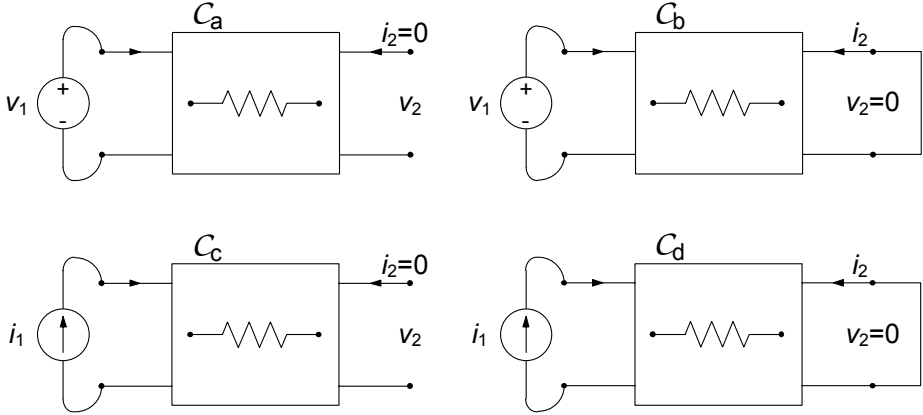 𝒞a
𝒞b
i2=0
i2
+
+
v1
v2
v1
v2=0
-
-
𝒞c
𝒞d
i2=0
i2
i1
v2
i1
v2=0